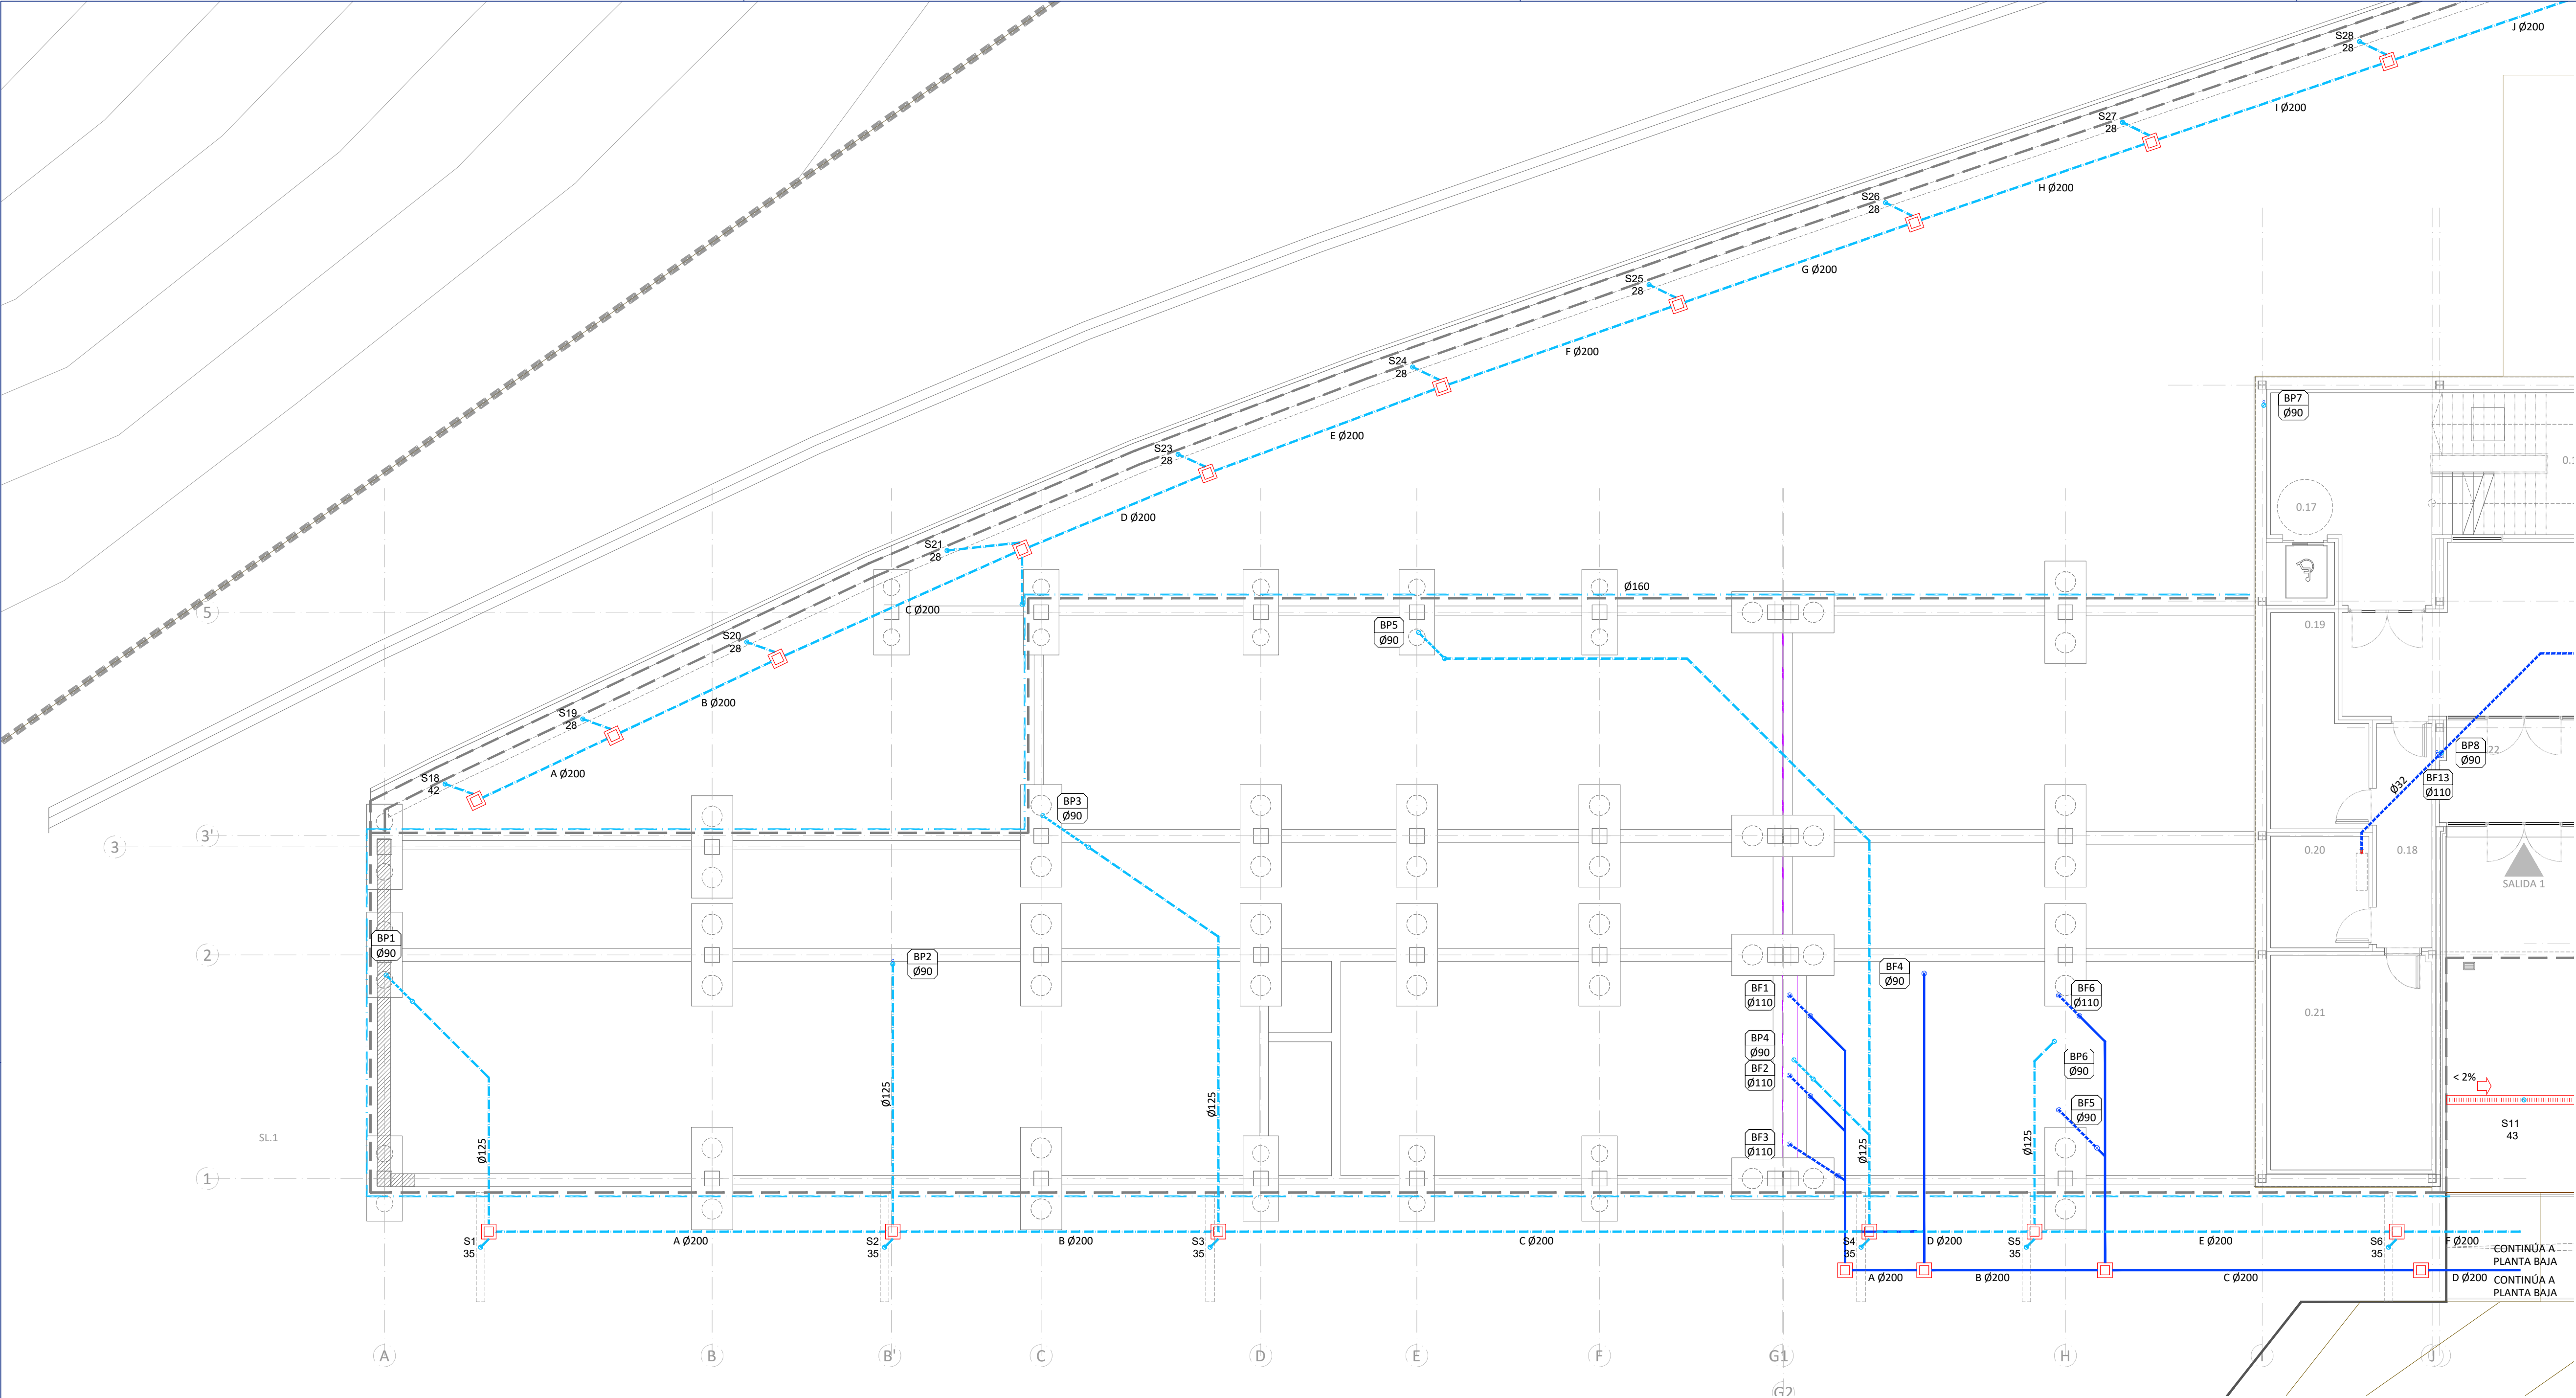 J Ø200
S28
28
I Ø200
S27
28
H Ø200
S26
28
G Ø200
S25
28
F Ø200
S24
28
E Ø200
S23
28
D Ø200
S21
28
C Ø200
S20
28
B Ø200
S19
28
A Ø200
S18
42
BP7
Ø90
0.17
5
Ø160
BP5
Ø90
0.19
BP8
Ø90
22
BF13
Ø110
Ø32
BP3
Ø90
3'
3
0.20
0.18
SALIDA 1
BP1
Ø90
2
BP2
Ø90
BF4
Ø90
BF1
Ø110
BF6
Ø110
0.21
BP4
Ø90
BF2
Ø110
BP6
Ø90
< 2%
BF5
Ø90
Ø125
Ø125
Ø125
Ø125
Ø125
SL.1
BF3
Ø110
S11
43
1
S1
35
A Ø200
S2
35
B Ø200
S3
35
C Ø200
S4
35
D Ø200
S5
35
E Ø200
S6
35
F Ø200
CONTINÚA A
PLANTA BAJA
A Ø200
B Ø200
C Ø200
D Ø200
CONTINÚA A
PLANTA BAJA
A
B
B'
C
D
E
F
G1
H
I
J
G2